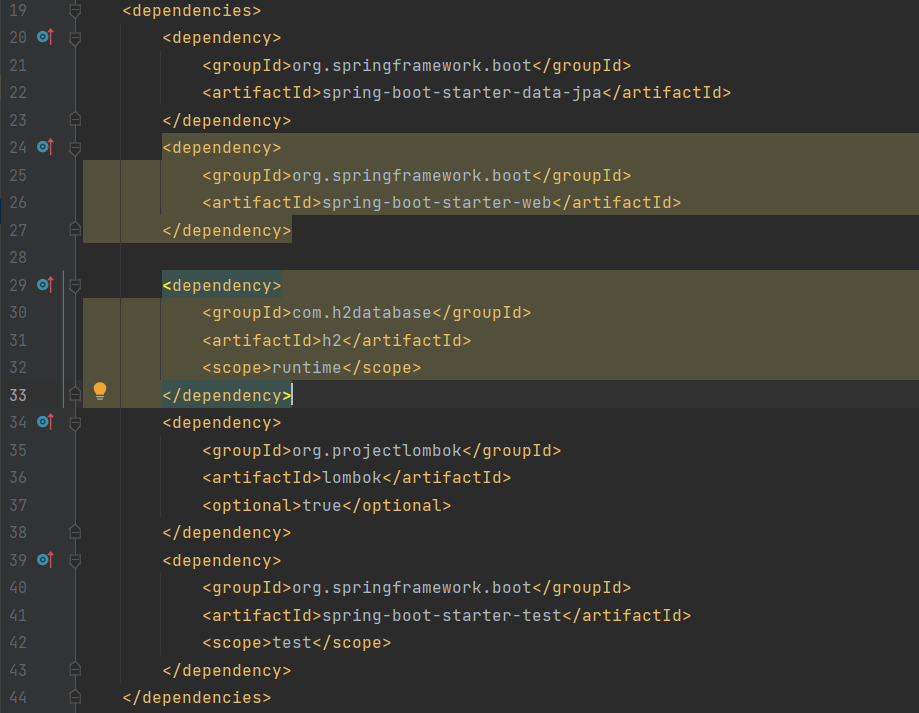 19 <dependencies>
20 <dependency>
21 <groupId>org.springframework.boot</groupId>
22 <artifactId>spring-boot-starter-data-jpa</artifactId>
23 </dependency>
24 <dependency>
25 <groupId>org.springframework.boot</groupId>
26 <artifactId>spring-boot-starter-web</artifactId>
27 </dependency>
28
29 <dependency>
30 <groupId>com.h2database</groupId>
31 <artifactId>h2</artifactId>
32 <scope>runtime</scope>
33 </dependency>
34 <dependency>
35 <groupId>org.projectlombok</groupId>
36 <artifactId>lombok</artifactId>
37 <optional>true</optional>
38 </dependency>
39 <dependency>
40 <groupId>org.springframework.boot</groupId>
41 <artifactId>spring-boot-starter-test</artifactId>
42 <scope>test</scope>
43 </dependency>
44 </dependencies>